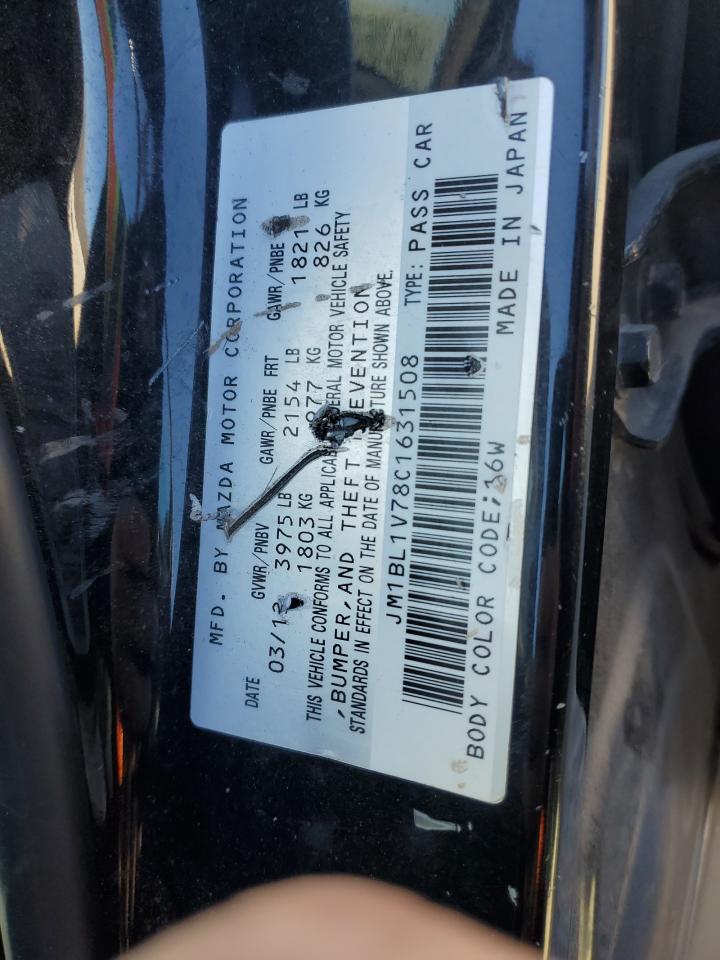 MFD. BY MAZDA MOTOR CORPORATION
DATE GVWR/PNBV GAWR/PNBE FRT GAWR/PNBE
03/12 3975 LB 2154 LB 1821 LB
1803 KG 977 KG 826 KG
THIS VEHICLE CONFORMS TO ALL APPLICABLE FEDERAL MOTOR VEHICLE SAFETY
,BUMPER,AND THEFT PREVENTION
STANDARDS IN EFFECT ON THE DATE OF MANUFACTURE SHOWN ABOVE.
JM1BL1V78C1631508 TYPE: PASS CAR
BODY COLOR CODE;16W MADE IN JAPAN